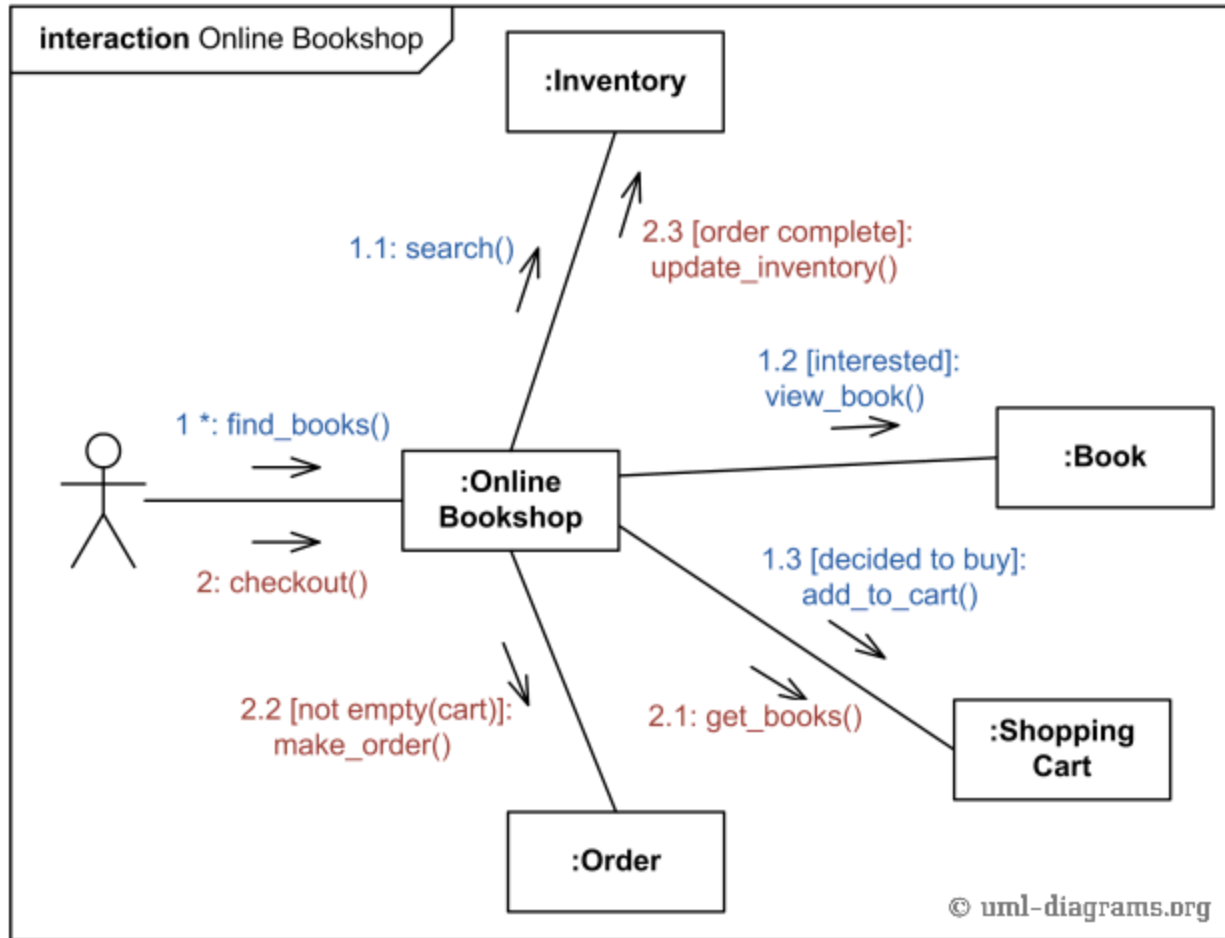 interaction Online Bookshop
:Inventory
1.1: search()
2.3 [order complete]:
update_inventory()
1.2 [interested]:
view_book()
1 *: find_books()
:Online
Bookshop
:Book
2: checkout()
1.3 [decided to buy]:
add_to_cart()
2.2 [not empty(cart)]:
make_order()
2.1: get_books()
:Shopping
Cart
:Order
© uml-diagrams.org